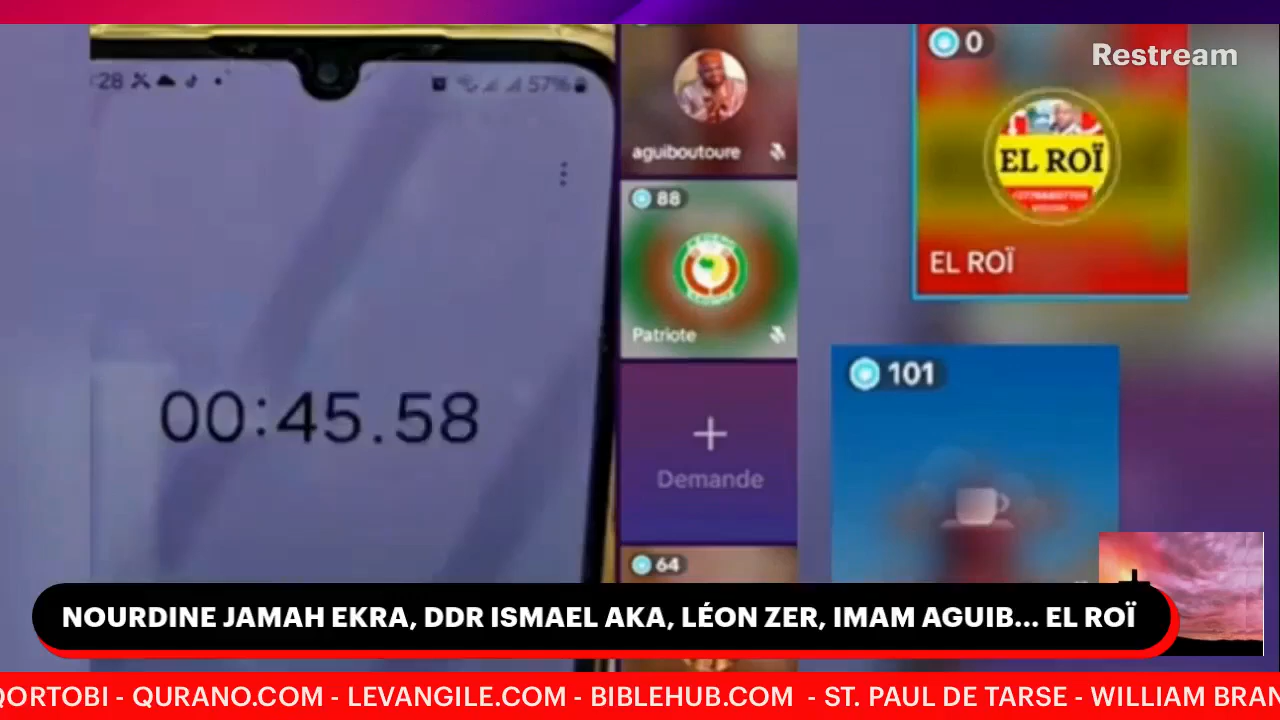 Restream
:28
57%
00:45.58
aguiboutoure
88
Patriote
+
Demande
64
0
EL ROÏ
EL ROÏ
101
NOURDINE JAMAH EKRA, DDR ISMAEL AKA, LÉON ZER, IMAM AGUIB... EL ROÏ
QORTOBI - QURANO.COM - LEVANGILE.COM - BIBLEHUB.COM - ST. PAUL DE TARSE - WILLIAM BRAN